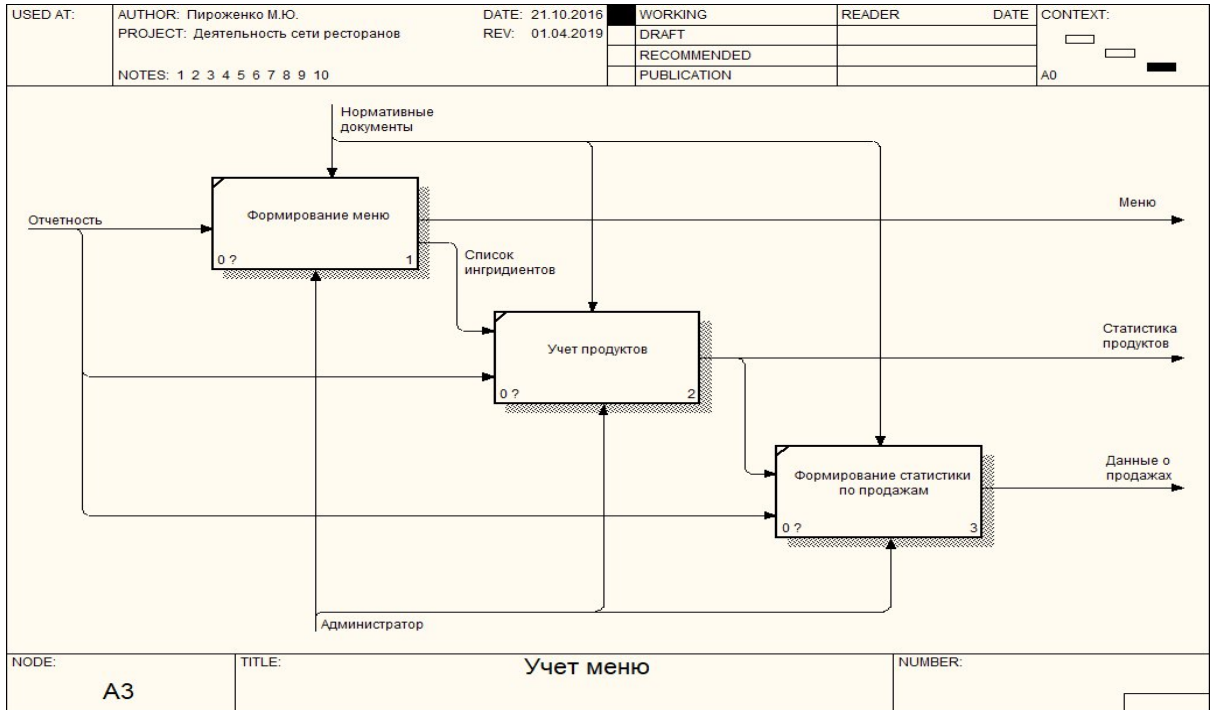 USED AT:
AUTHOR: Пироженко М.Ю.
DATE: 21.10.2016
WORKING
READER
DATE
CONTEXT:
PROJECT: Деятельность сети ресторанов
REV: 01.04.2019
DRAFT
RECOMMENDED
NOTES: 1 2 3 4 5 6 7 8 9 10
PUBLICATION
A0
Нормативные
документы
Отчетность
Формирование меню
0 ?
1
Меню
Список
ингридиентов
Учет продуктов
0 ?
2
Статистика
продуктов
Формирование статистики
по продажам
0 ?
3
Данные о
продажах
Администратор
NODE:
A3
TITLE:
Учет меню
NUMBER: